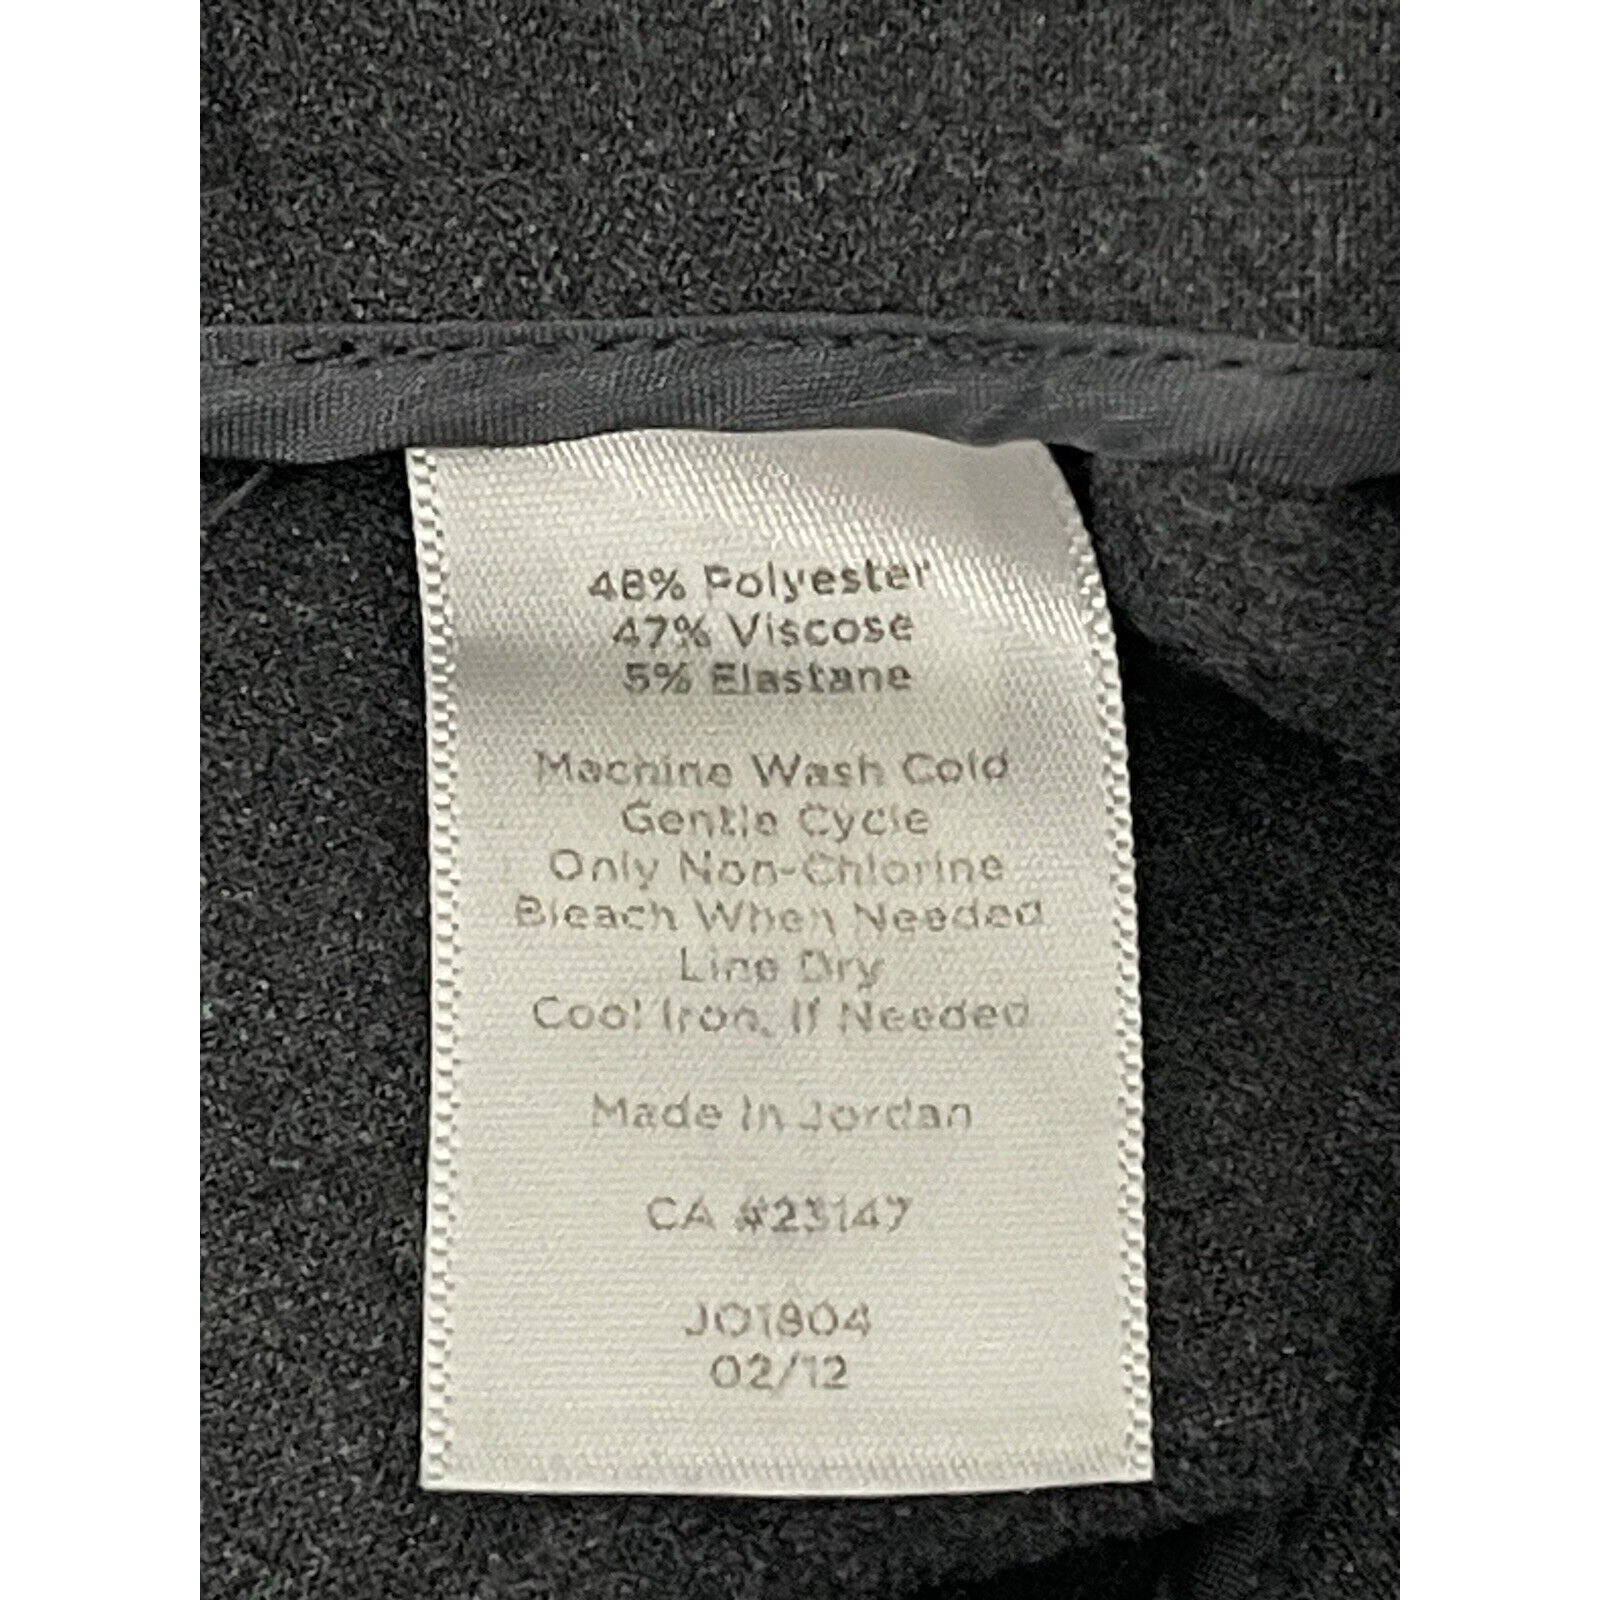 48% Polyester
47% Viscose
5% Elastane
Machine Wash Cold
Gentle Cycle
Only Non-Chlorine
Bleach When Needed
Line Dry
Cool Iron, If Needed
Made In Jordan
CA #23147
JO1804
02/12